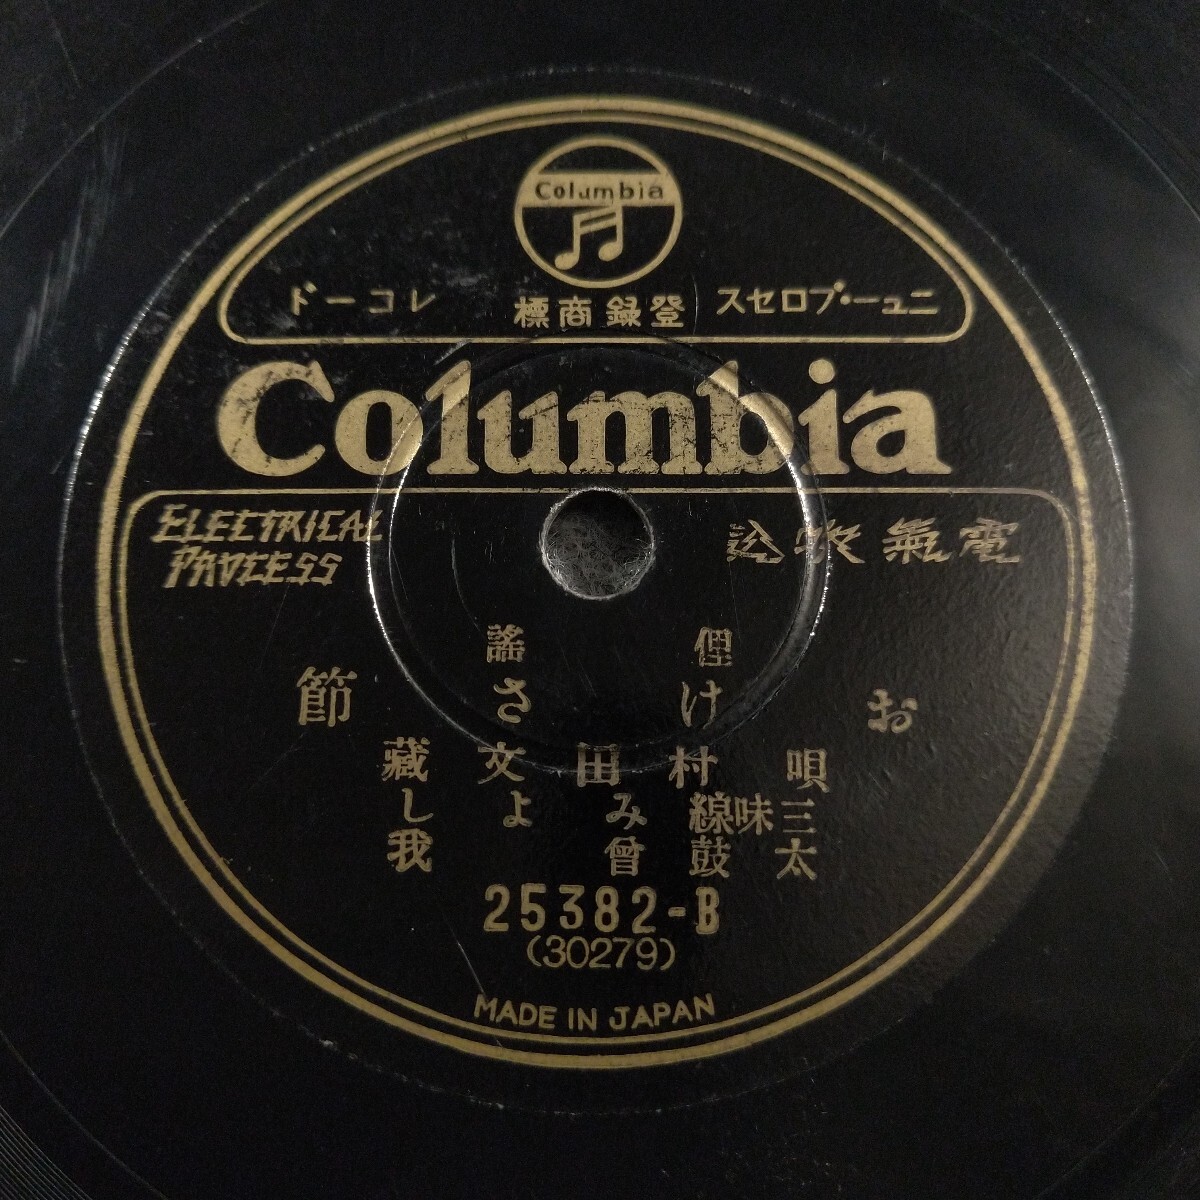 Columbia
ニュー・プロセス 登録商標 レコード
Columbia
ELECTRICAL PROCESS
電氣吹込
俚謠
おけさ節
唄 村田文藏
三味線 みよし
太鼓 曾我
25382-B
(30279)
MADE IN JAPAN